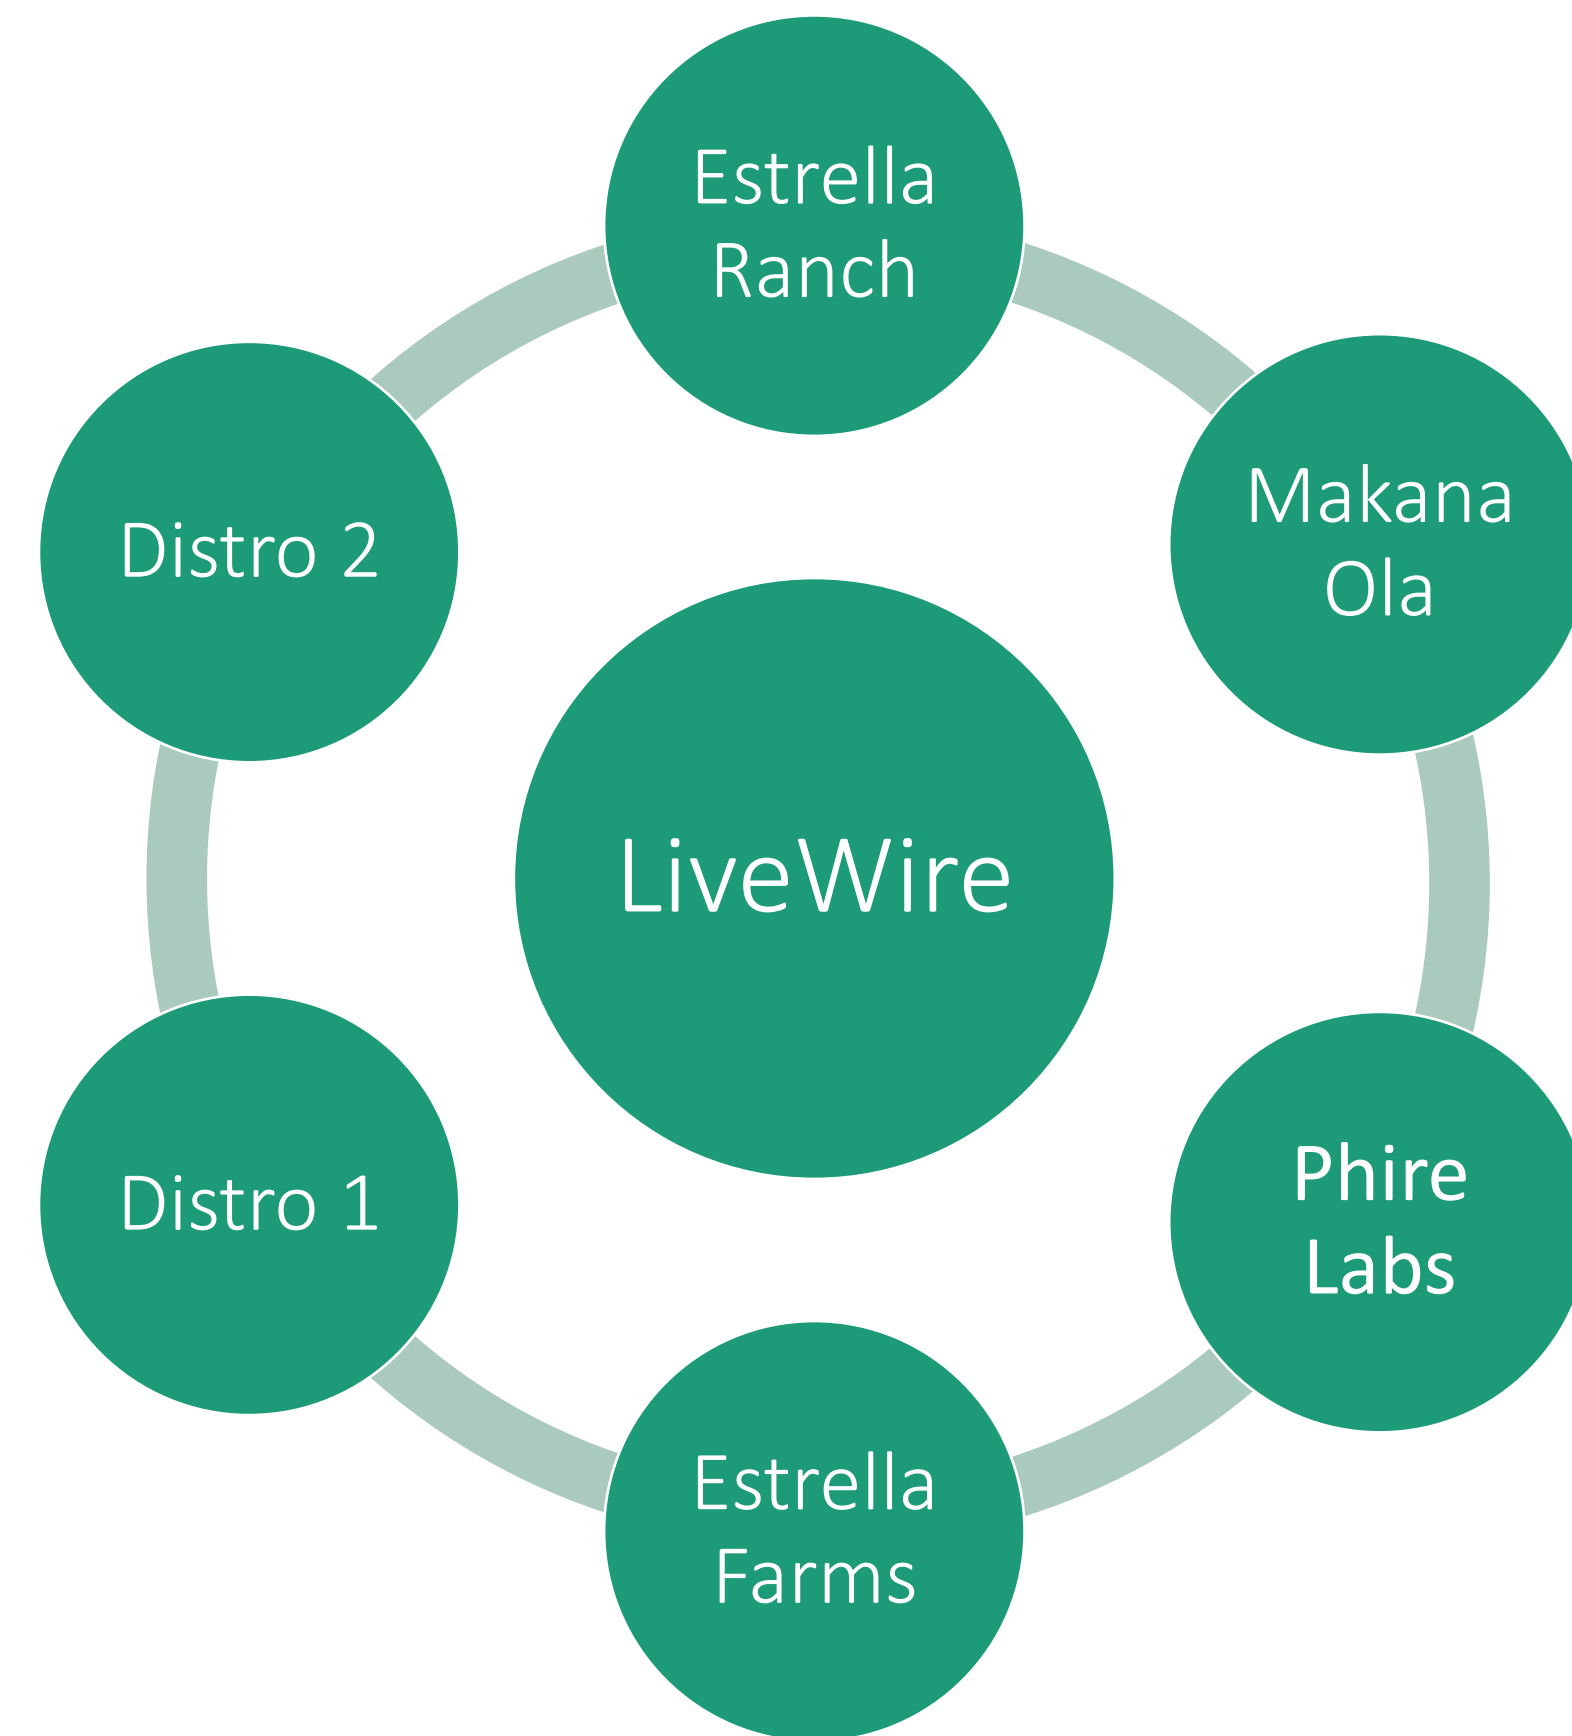 Estrella
Ranch
Makana
Ola
Phire
Labs
Estrella
Farms
Distro 1
Distro 2
LiveWire